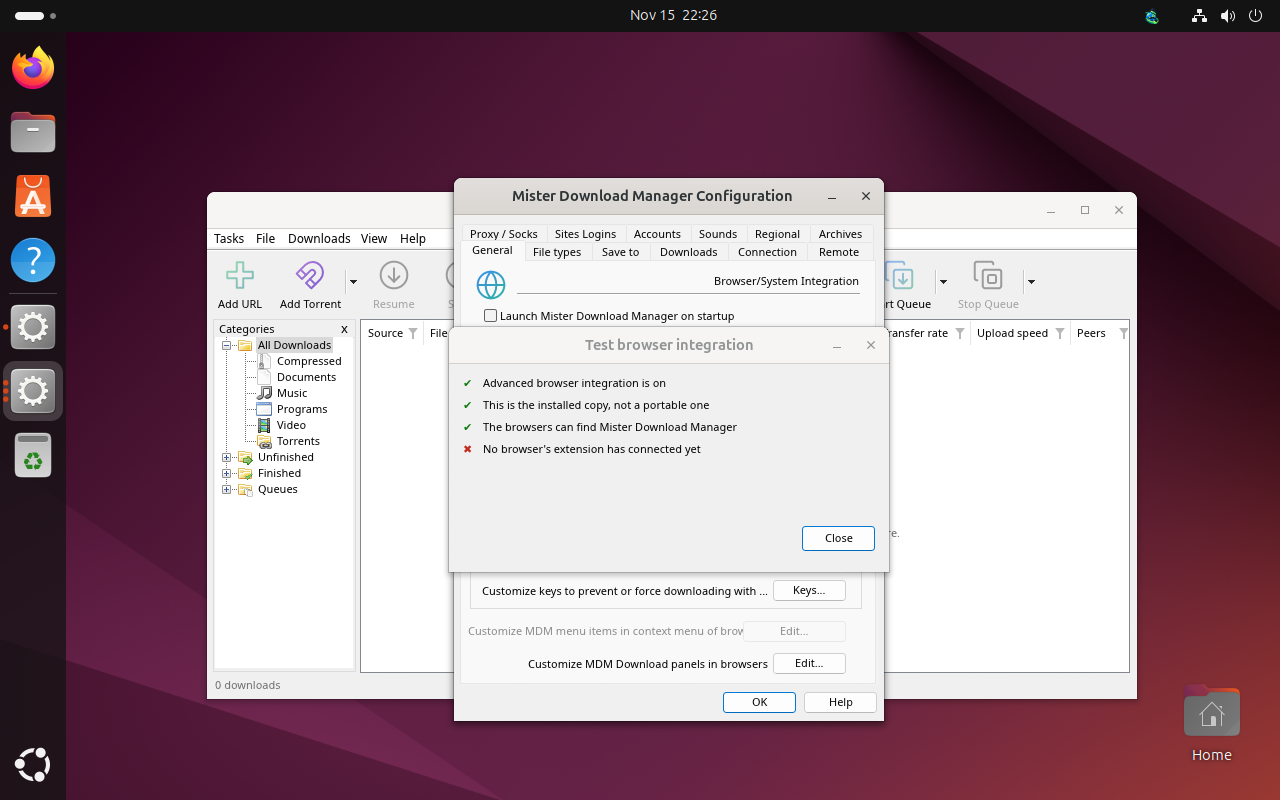 Nov 15 22:26
Tasks File Downloads View Help
Add URL
Add Torrent
Resume
rt Queue
Stop Queue
Categories x
All Downloads
Compressed
Documents
Music
Programs
Video
Torrents
Unfinished
Finished
Queues
Source
File
ransfer rate
Upload speed
Peers
re.
0 downloads
Mister Download Manager Configuration
Proxy / Socks Sites Logins Accounts Sounds Regional Archives
General File types Save to Downloads Connection Remote
Browser/System Integration
Launch Mister Download Manager on startup
Test browser integration
✔ Advanced browser integration is on
✔ This is the installed copy, not a portable one
✔ The browsers can find Mister Download Manager
✖ No browser's extension has connected yet
Close
Customize keys to prevent or force downloading with ... Keys...
Customize MDM menu items in context menu of brow Edit...
Customize MDM Download panels in browsers Edit...
OK Help
Home